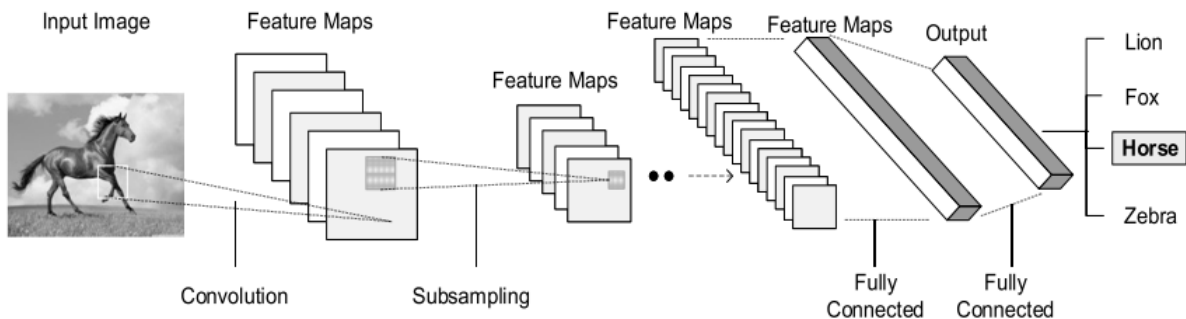 Input Image
Feature Maps
Feature Maps
Feature Maps
Feature Maps
Output
Lion
Fox
Horse
Zebra
Convolution
Subsampling
Fully
Connected
Fully
Connected